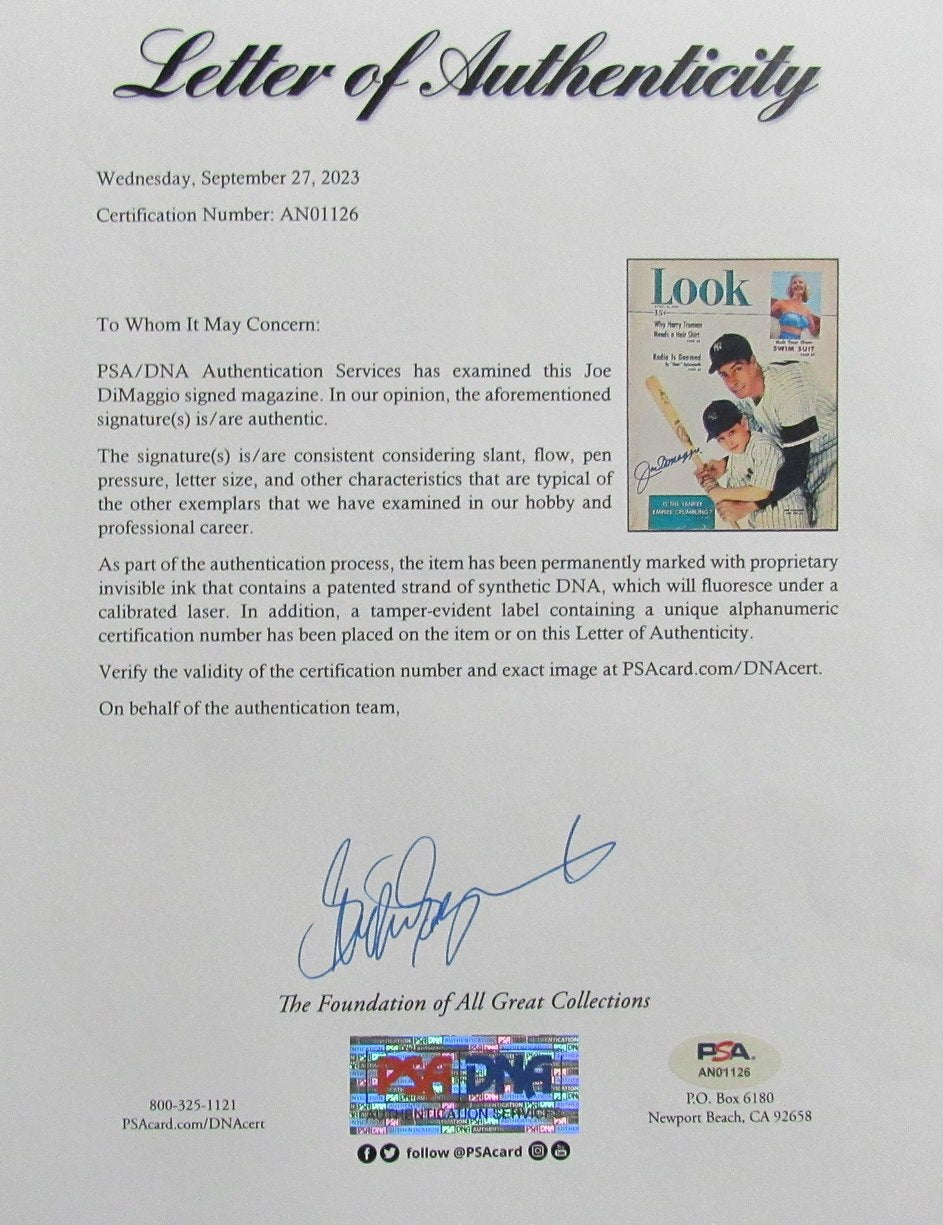 Letter of Authenticity
Wednesday, September 27, 2023
Certification Number: AN01126
To Whom It May Concern:
PSA/DNA Authentication Services has examined this Joe
DiMaggio signed magazine. In our opinion, the aforementioned
signature(s) is/are authentic.
The signature(s) is/are consistent considering slant, flow, pen
pressure, letter size, and other characteristics that are typical of
the other exemplars that we have examined in our hobby and
professional career.
Look
15¢
Why Harry Truman
Needs a Hair Shirt
Radio Is Doomed
SWIM SUIT
Joe DiMaggio
IS THE YANKEE
EMPIRE CRUMBLING?
As part of the authentication process, the item has been permanently marked with proprietary
invisible ink that contains a patented strand of synthetic DNA, which will fluoresce under a
calibrated laser. In addition, a tamper-evident label containing a unique alphanumeric
certification number has been placed on the item or on this Letter of Authenticity.
Verify the validity of the certification number and exact image at PSAcard.com/DNAcert.
On behalf of the authentication team,
The Foundation of All Great Collections
800-325-1121
PSAcard.com/DNAcert
PSA DNA
AUTHENTICATION SERVICES
follow @PSAcard
PSA.
AN01126
P.O. Box 6180
Newport Beach, CA 92658